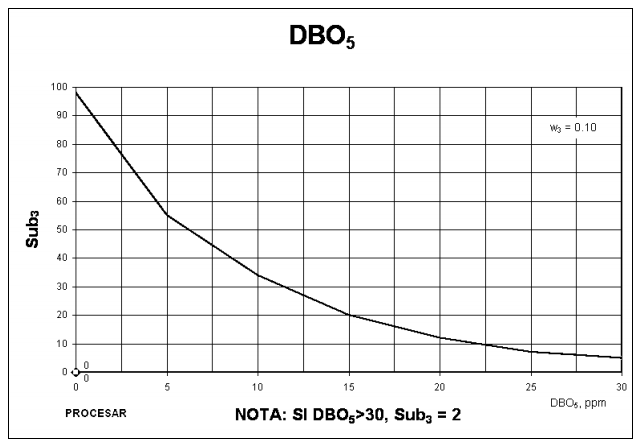 DBO₅
100
90
80
70
60
50
40
30
20
10
0
Sub₃
w₃ = 0.10
0
0
0 5 10 15 20 25 30
DBO₅, ppm
PROCESAR
NOTA: SI DBO₅>30, Sub₃ = 2